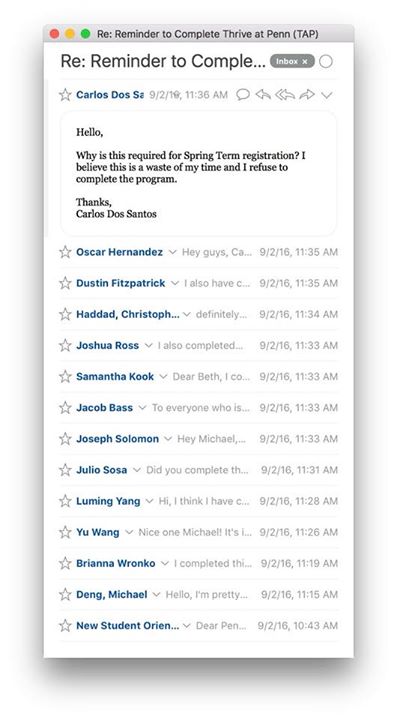 Re: Reminder to Complete Thrive at Penn (TAP)
Re: Reminder to Comple... Inbox ×
Carlos Dos Sa 9/2/16, 11:36 AM
Hello,
Why is this required for Spring Term registration? I
believe this is a waste of my time and I refuse to
complete the program.
Thanks,
Carlos Dos Santos
Oscar Hernandez Hey guys, Ca... 9/2/16, 11:35 AM
Dustin Fitzpatrick I also have c... 9/2/16, 11:35 AM
Haddad, Christoph... definitely... 9/2/16, 11:34 AM
Joshua Ross I also completed... 9/2/16, 11:33 AM
Samantha Kook Dear Beth, I co... 9/2/16, 11:33 AM
Jacob Bass To everyone who is... 9/2/16, 11:33 AM
Joseph Solomon Hey Michael,... 9/2/16, 11:33 AM
Julio Sosa Did you complete th... 9/2/16, 11:31 AM
Luming Yang Hi, I think I have c... 9/2/16, 11:28 AM
Yu Wang Nice one Michael! It's i... 9/2/16, 11:26 AM
Brianna Wronko I completed thi... 9/2/16, 11:19 AM
Deng, Michael Hello, I'm pretty... 9/2/16, 11:15 AM
New Student Orien... Dear Pen... 9/2/16, 10:43 AM